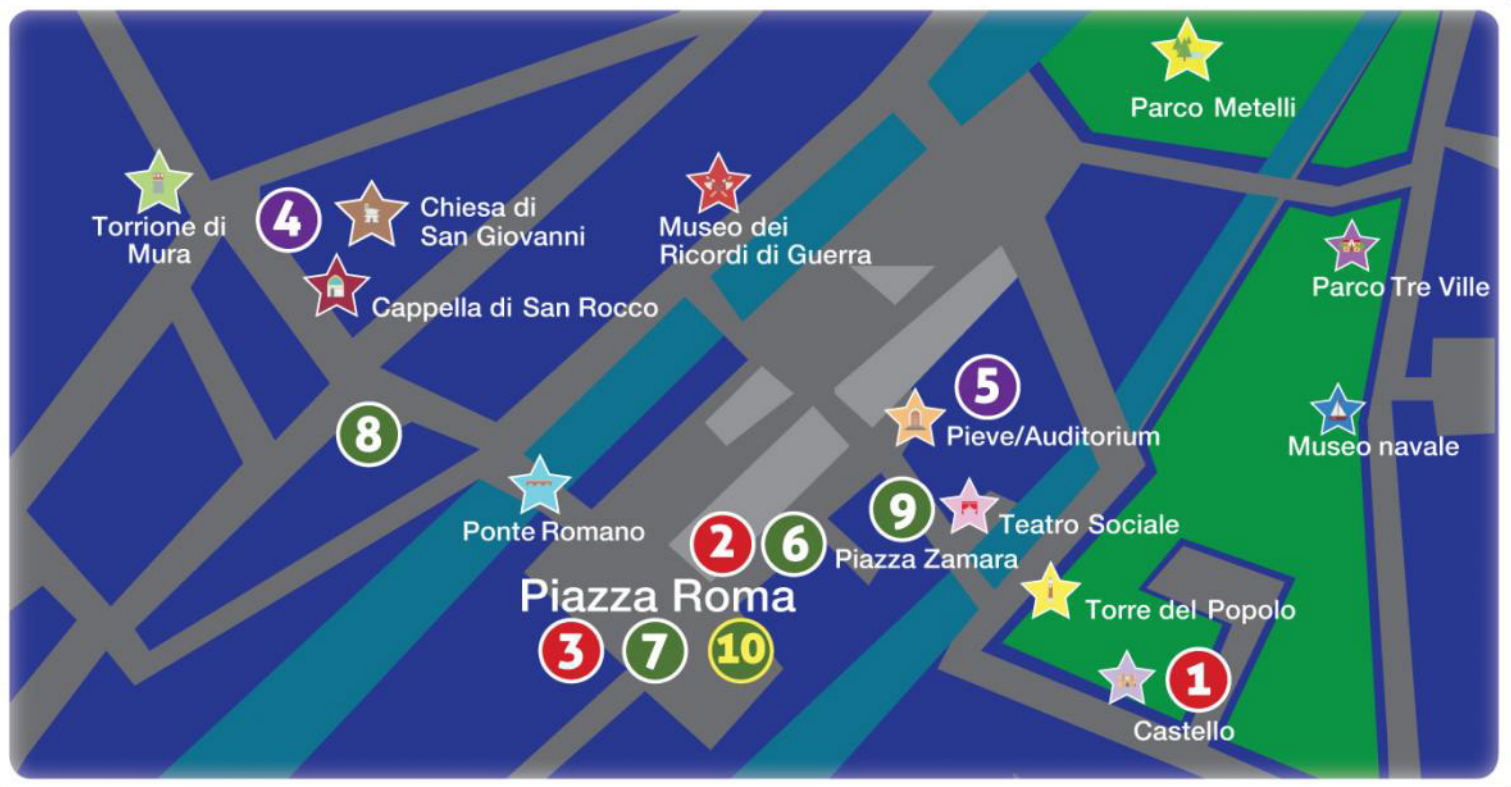 Parco Metelli
Torrione di
Mura
4
Chiesa di
San Giovanni
Cappella di San Rocco
Museo dei
Ricordi di Guerra
Parco Tre Ville
5
Pieve/Auditorium
Museo navale
8
Ponte Romano
9
Teatro Sociale
2
6
Piazza Zamara
Piazza Roma
3
7
10
Torre del Popolo
1
Castello